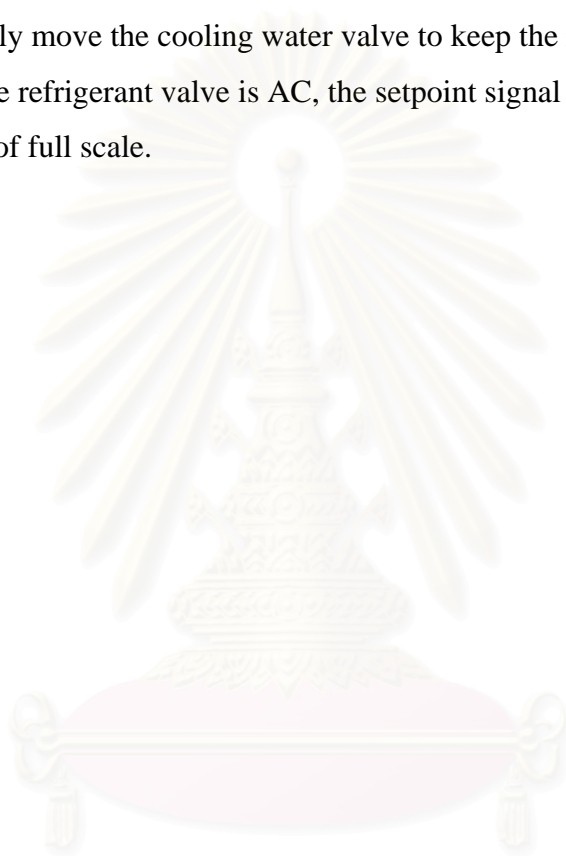 ly move the cooling water valve to keep the
e refrigerant valve is AC, the setpoint signal
of full scale.